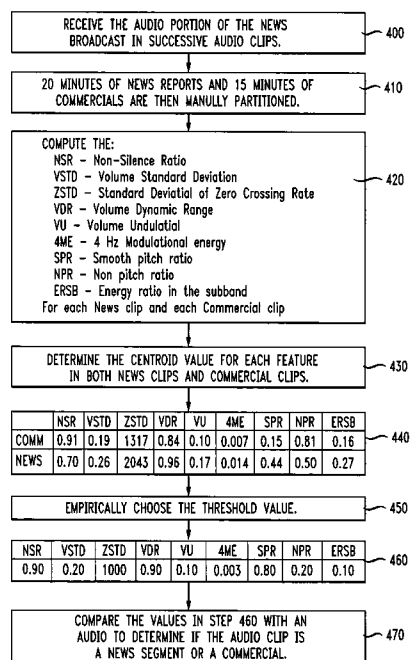 RECEIVE THE AUDIO PORTION OF THE NEWS
BROADCAST IN SUCCESSIVE AUDIO CLIPS.
400
20 MINUTES OF NEWS REPORTS AND 15 MINUTES OF
COMMERCIALS ARE THEN MANULLY PARTITIONED.
410
COMPUTE THE:
NSR – Non-Silence Ratio
VSTD – Volume Standard Deviation
ZSTD – Standard Deviatial of Zero Crossing Rate
VDR – Volume Dynamic Range
VU – Volume Undulatial
4ME – 4 Hz Modulational energy
SPR – Smooth pitch ratio
NPR – Non pitch ratio
ERSB – Energy ratio in the subband
For each News clip and each Commercial clip
420
DETERMINE THE CENTROID VALUE FOR EACH FEATURE
IN BOTH NEWS CLIPS AND COMMERCIAL CLIPS.
430
NSR VSTD ZSTD VDR VU 4ME SPR NPR ERSB
COMM 0.91 0.19 1317 0.84 0.10 0.007 0.15 0.81 0.16
NEWS 0.70 0.26 2043 0.96 0.17 0.014 0.44 0.50 0.27
440
EMPIRICALLY CHOOSE THE THRESHOLD VALUE.
450
NSR VSTD ZSTD VDR VU 4ME SPR NPR ERSB
0.90 0.20 1000 0.90 0.10 0.003 0.80 0.20 0.10
460
COMPARE THE VALUES IN STEP 460 WITH AN
AUDIO TO DETERMINE IF THE AUDIO CLIP IS
A NEWS SEGMENT OR A COMMERCIAL.
470